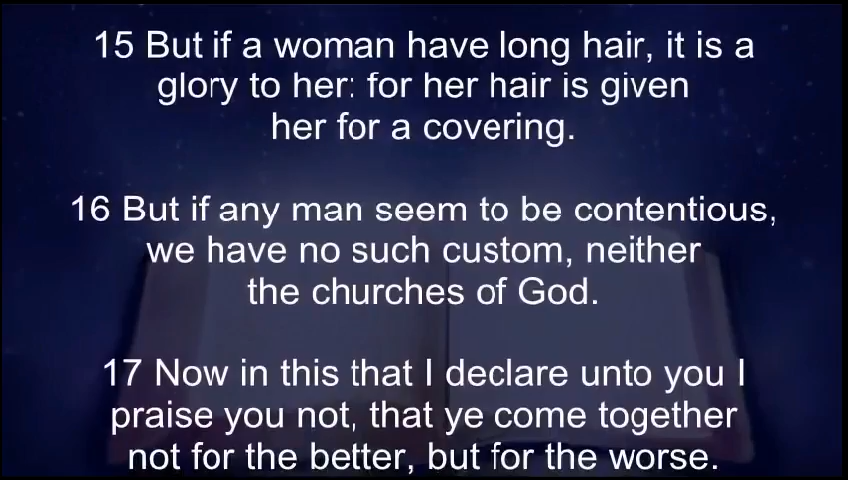 15 But if a woman have long hair, it is a
glory to her: for her hair is given
her for a covering.
16 But if any man seem to be contentious,
we have no such custom, neither
the churches of God.
17 Now in this that I declare unto you I
praise you not, that ye come together
not for the better, but for the worse.